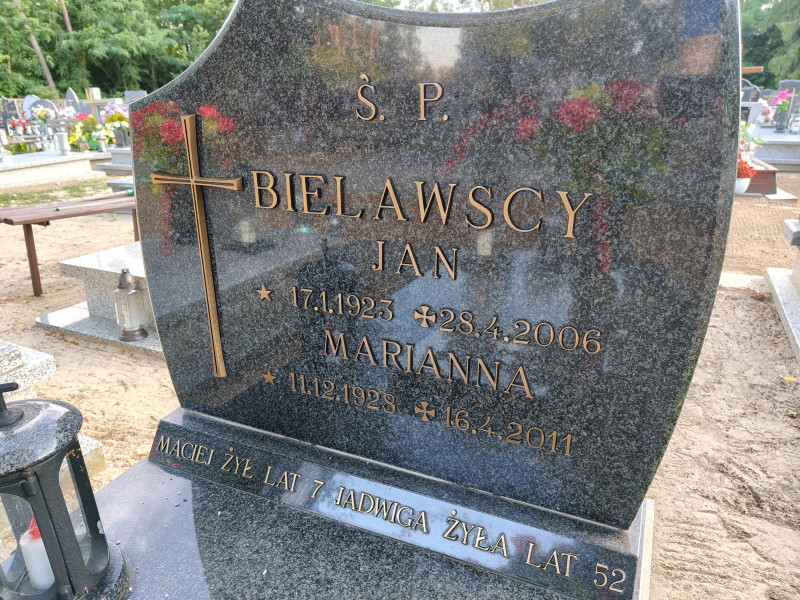 Ś. P.
BIELAWSCY
JAN
★ 17.1.1923 ✠ 28.4.2006
MARIANNA
★ 11.12.1928 ✠ 16.4.2011
MACIEJ ŻYŁ LAT 7 JADWIGA ŻYŁA LAT 52